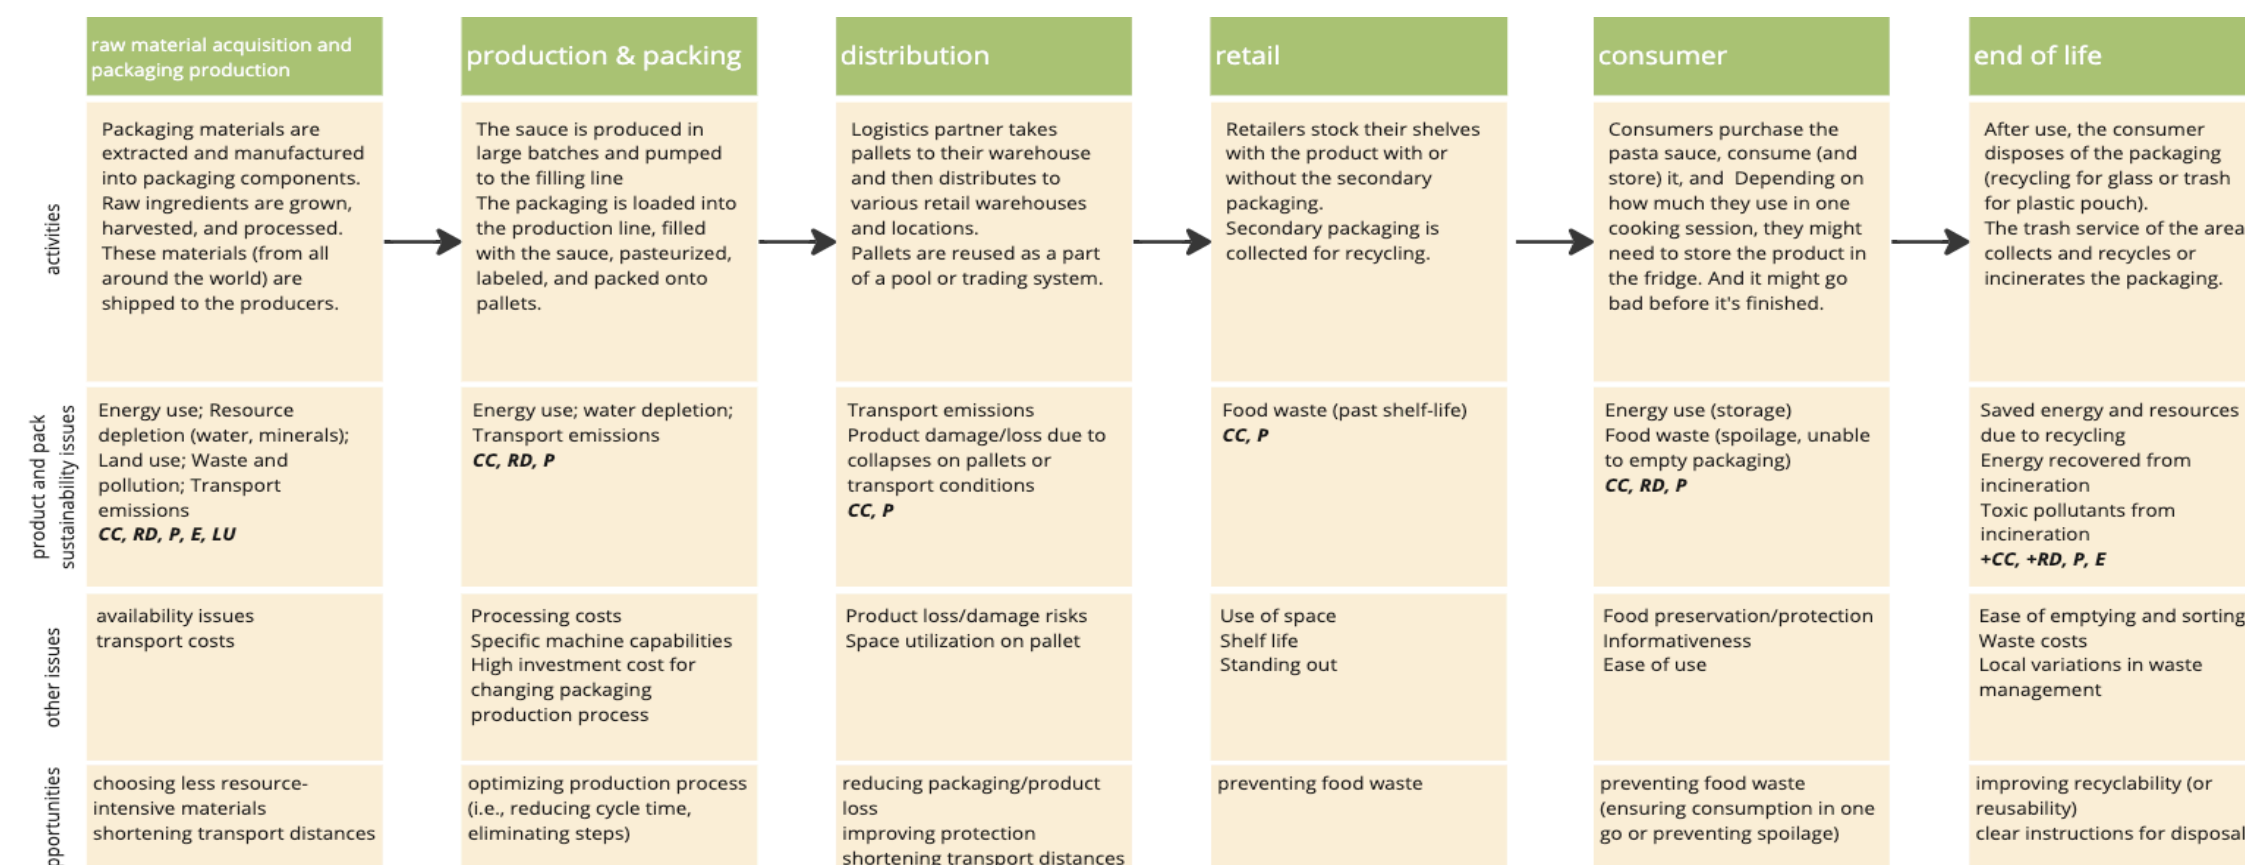 raw material acquisition and
packaging production
production & packing
distribution
retail
consumer
end of life
activities
Packaging materials are
extracted and manufactured
into packaging components.
Raw ingredients are grown,
harvested, and processed.
These materials (from all
around the world) are
shipped to the producers.
The sauce is produced in
large batches and pumped
to the filling line
The packaging is loaded into
the production line, filled
with the sauce, pasteurized,
labeled, and packed onto
pallets.
Logistics partner takes
pallets to their warehouse
and then distributes to
various retail warehouses
and locations.
Pallets are reused as a part
of a pool or trading system.
Retailers stock their shelves
with the product with or
without the secondary
packaging.
Secondary packaging is
collected for recycling.
Consumers purchase the
pasta sauce, consume (and
store) it, and  Depending on
how much they use in one
cooking session, they might
need to store the product in
the fridge. And it might go
bad before it's finished.
After use, the consumer
disposes of the packaging
(recycling for glass or trash
for plastic pouch).
The trash service of the area
collects and recycles or
incinerates the packaging.
product and pack
sustainability issues
Energy use; Resource
depletion (water, minerals);
Land use; Waste and
pollution; Transport
emissions
CC, RD, P, E, LU
Energy use; water depletion;
Transport emissions
CC, RD, P
Transport emissions
Product damage/loss due to
collapses on pallets or
transport conditions
CC, P
Food waste (past shelf-life)
CC, P
Energy use (storage)
Food waste (spoilage, unable
to empty packaging)
CC, RD, P
Saved energy and resources
due to recycling
Energy recovered from
incineration
Toxic pollutants from
incineration
+CC, +RD, P, E
other issues
availability issues
transport costs
Processing costs
Specific machine capabilities
High investment cost for
changing packaging
production process
Product loss/damage risks
Space utilization on pallet
Use of space
Shelf life
Standing out
Food preservation/protection
Informativeness
Ease of use
Ease of emptying and sorting
Waste costs
Local variations in waste
management
pportunities
choosing less resource-
intensive materials
shortening transport distances
optimizing production process
(i.e., reducing cycle time,
eliminating steps)
reducing packaging/product
loss
improving protection
shortening transport distances
preventing food waste
preventing food waste
(ensuring consumption in one
go or preventing spoilage)
improving recyclability (or
reusability)
clear instructions for disposal